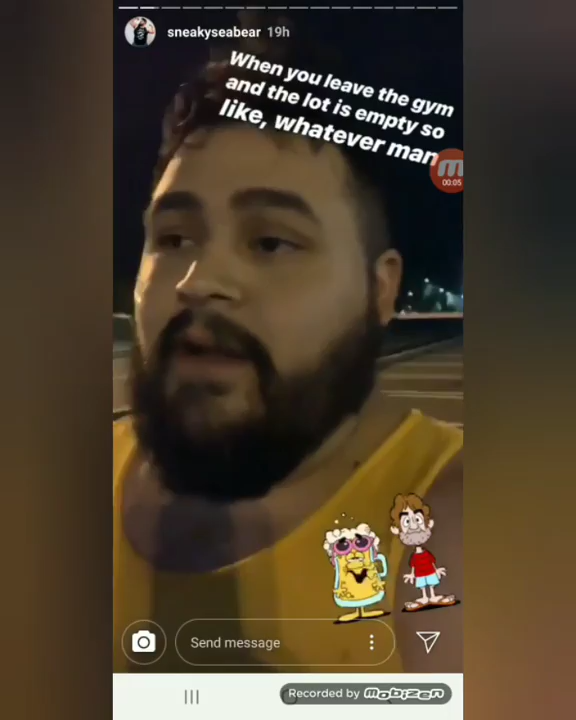 sneakyseabear 19h
When you leave the gym
and the lot is empty so
like, whatever man
00:05
Send message
Recorded by mobizen